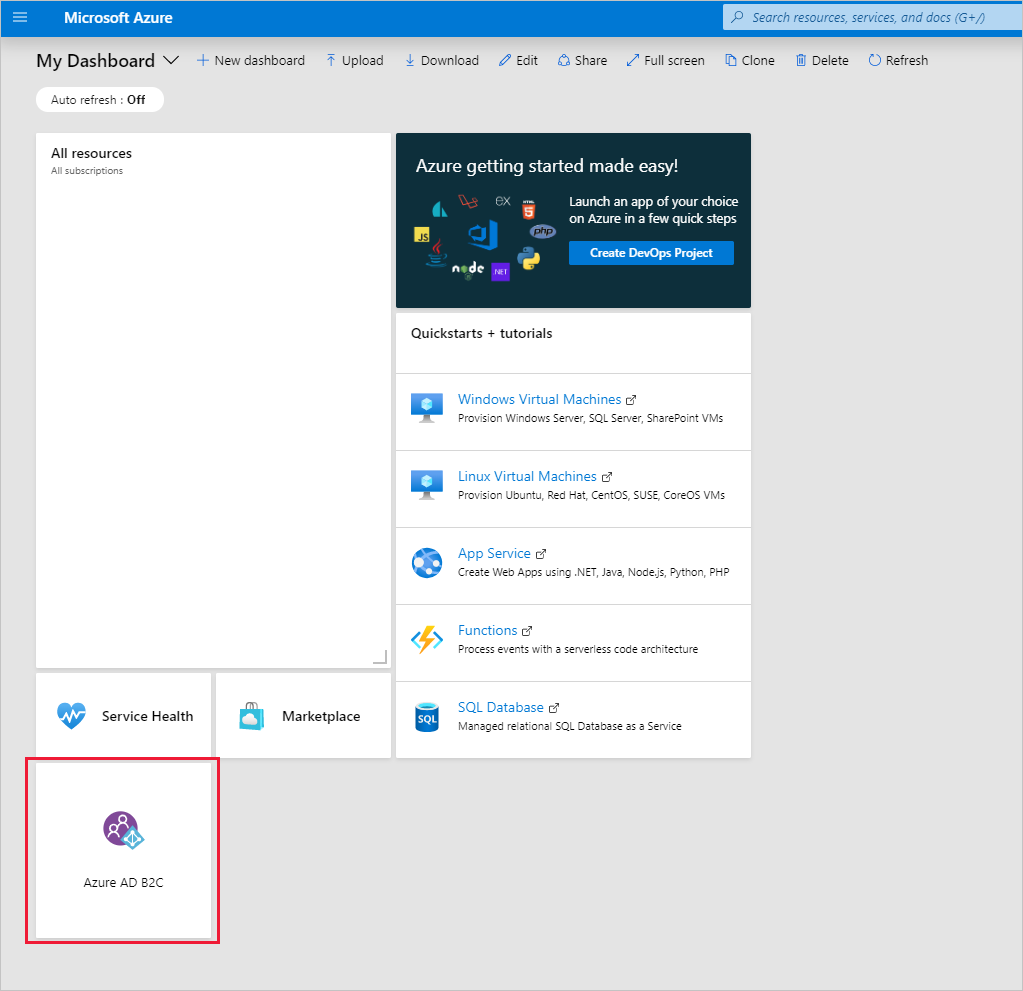 Microsoft Azure
Search resources, services, and docs (G+/)
My Dashboard
New dashboard
Upload
Download
Edit
Share
Full screen
Clone
Delete
Refresh
Auto refresh : Off
All resources
All subscriptions
Azure getting started made easy!
Launch an app of your choice
on Azure in a few quick steps
Create DevOps Project
ex
HTML
5
JS
php
node
.NET
Quickstarts + tutorials
Windows Virtual Machines
Provision Windows Server, SQL Server, SharePoint VMs
Linux Virtual Machines
Provision Ubuntu, Red Hat, CentOS, SUSE, CoreOS VMs
App Service
Create Web Apps using .NET, Java, Node.js, Python, PHP
Functions
Process events with a serverless code architecture
SQL
SQL Database
Managed relational SQL Database as a Service
Service Health
Marketplace
Azure AD B2C